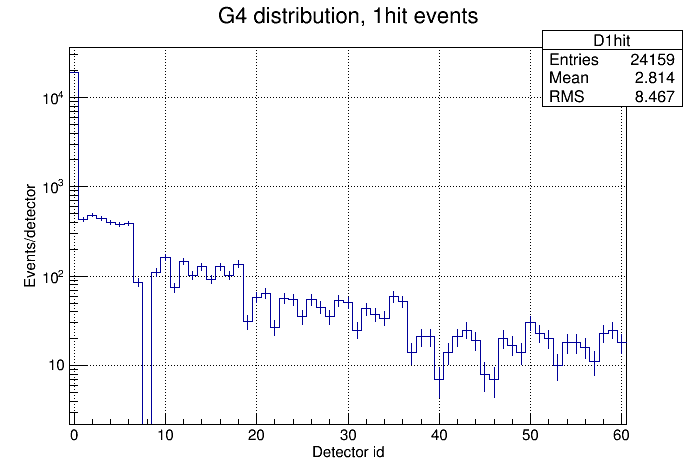 G4 distribution, 1hit events
D1hit
Entries 24159
Mean 2.814
RMS 8.467
Events/detector
10^4
10^3
10^2
10
0 10 20 30 40 50 60
Detector id